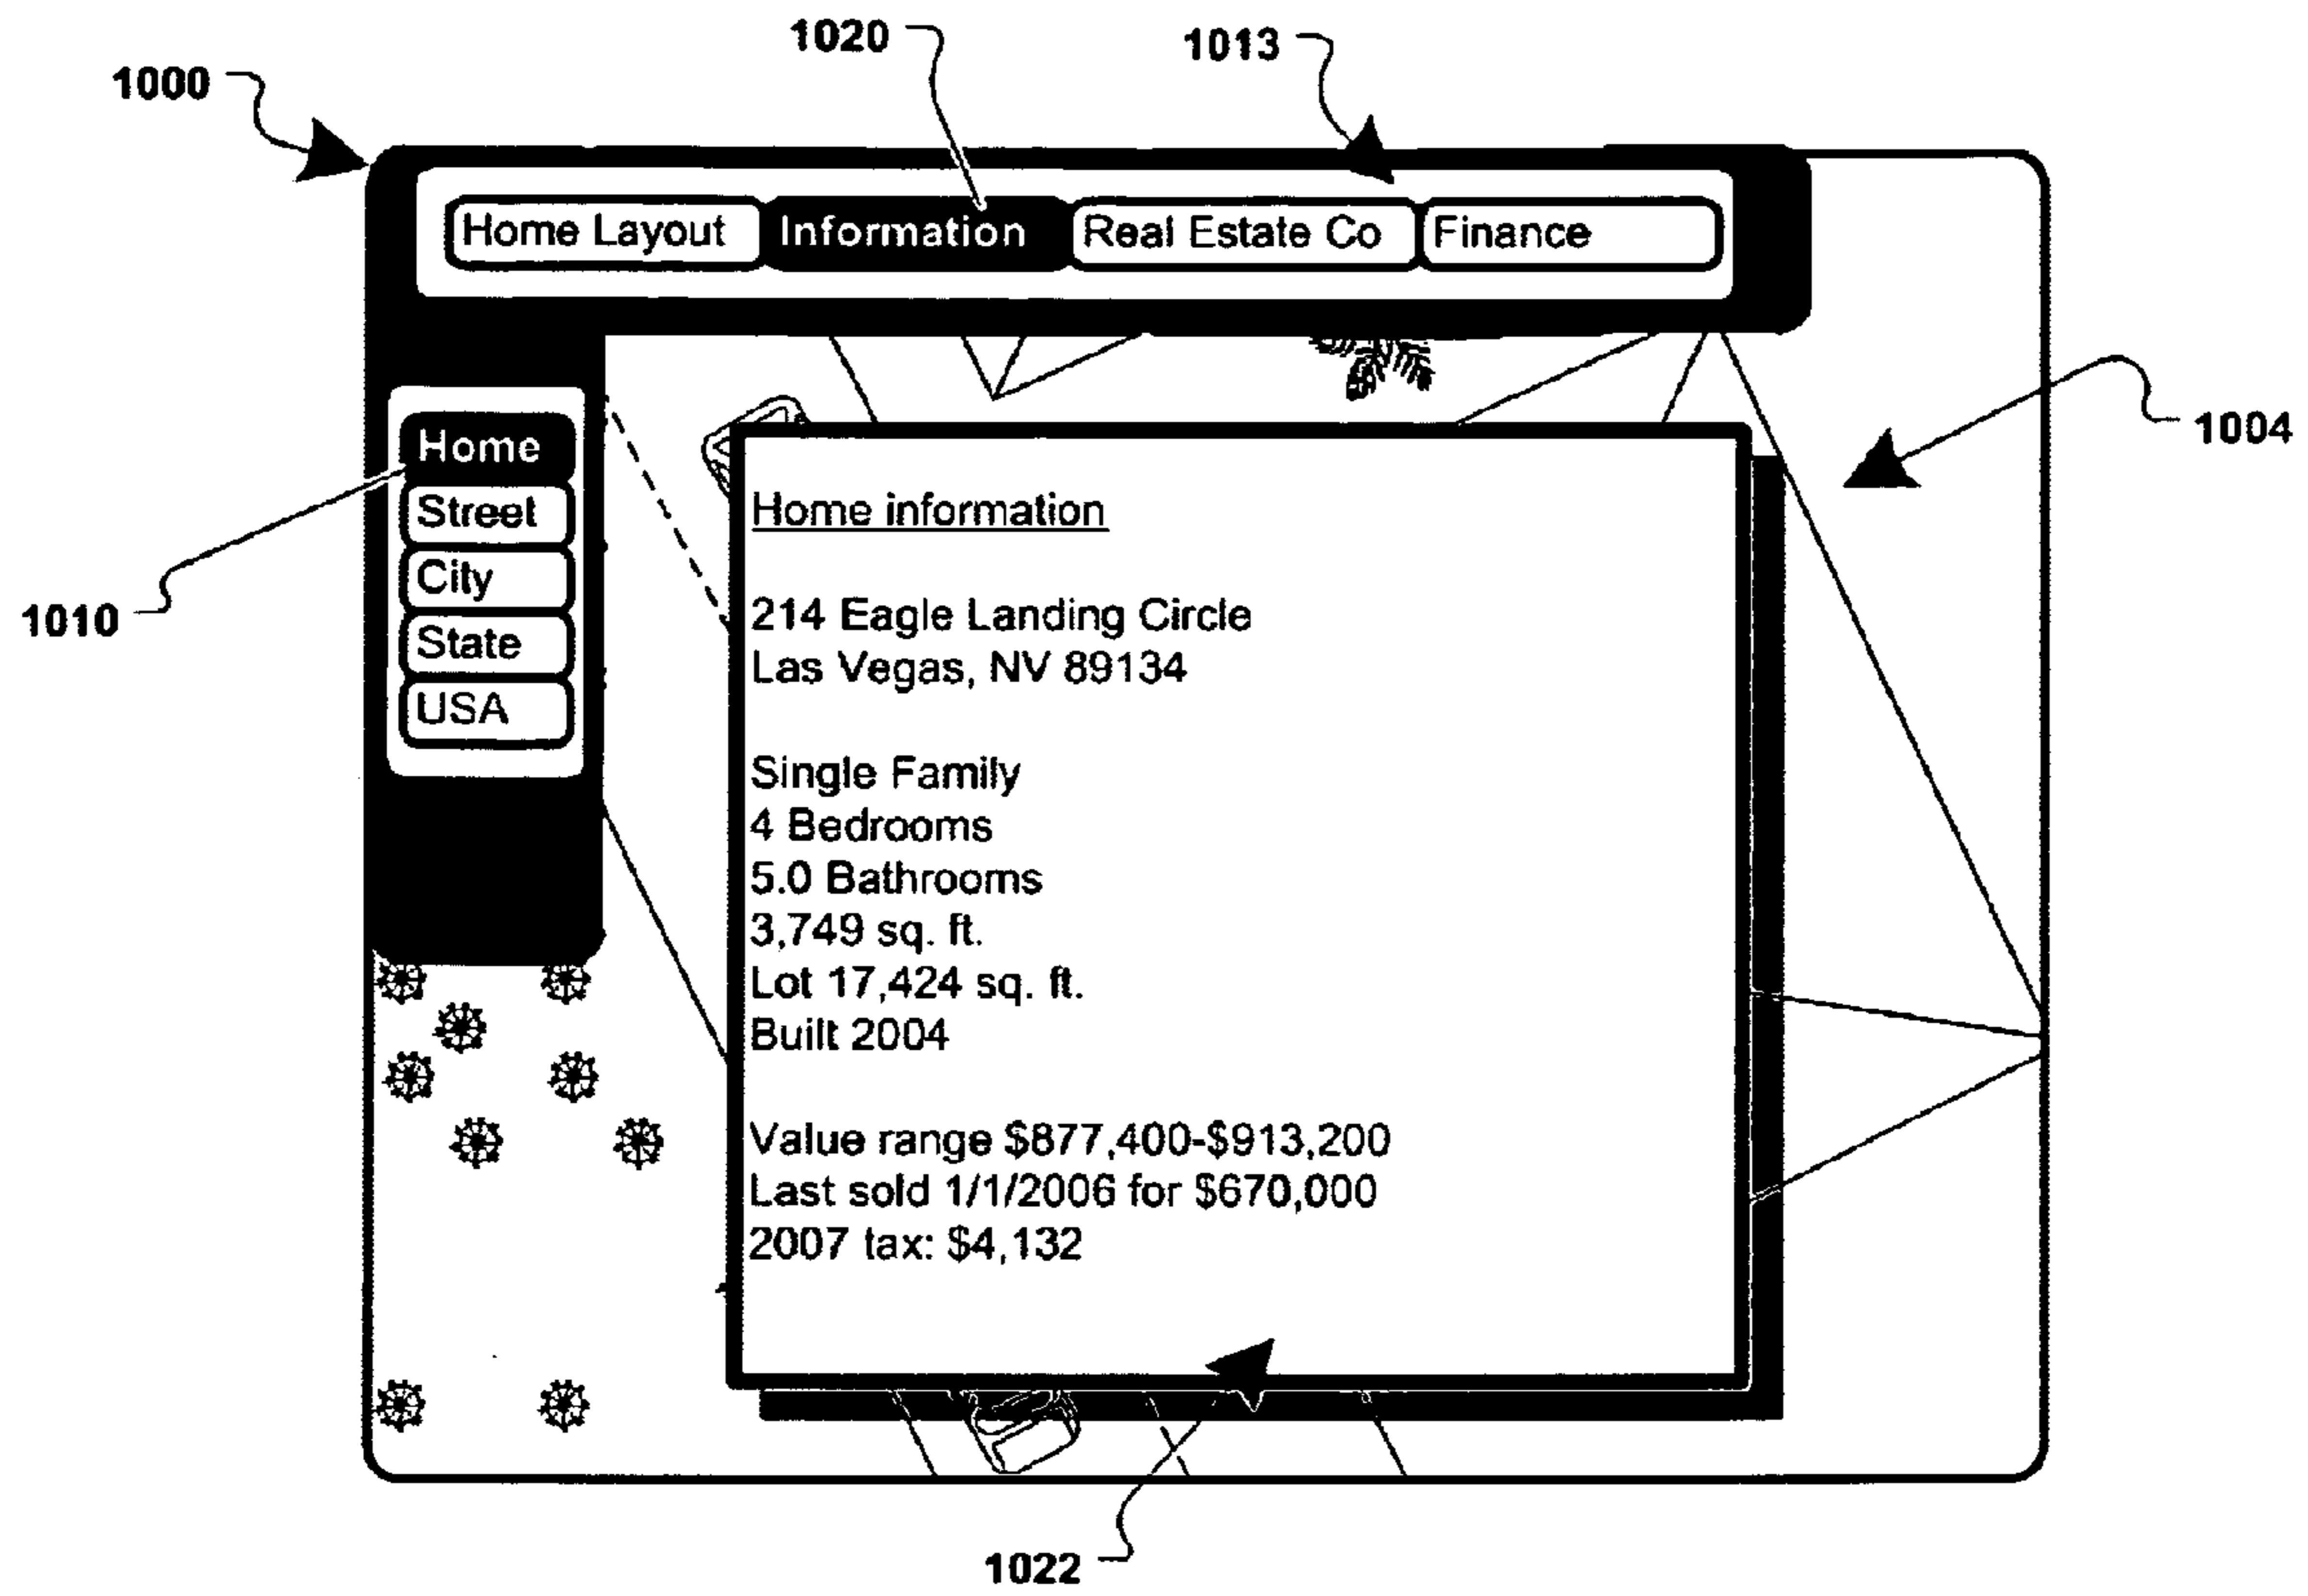 1020
1013
1000
Home Layout
Information
Real Estate Co
Finance
1004
Home
Street
City
State
USA
1010
Home information
214 Eagle Landing Circle
Las Vegas, NV 89134
Single Family
4 Bedrooms
5.0 Bathrooms
3,749 sq. ft.
Lot 17,424 sq. ft.
Built 2004
Value range $877,400-$913,200
Last sold 1/1/2006 for $670,000
2007 tax: $4,132
1022